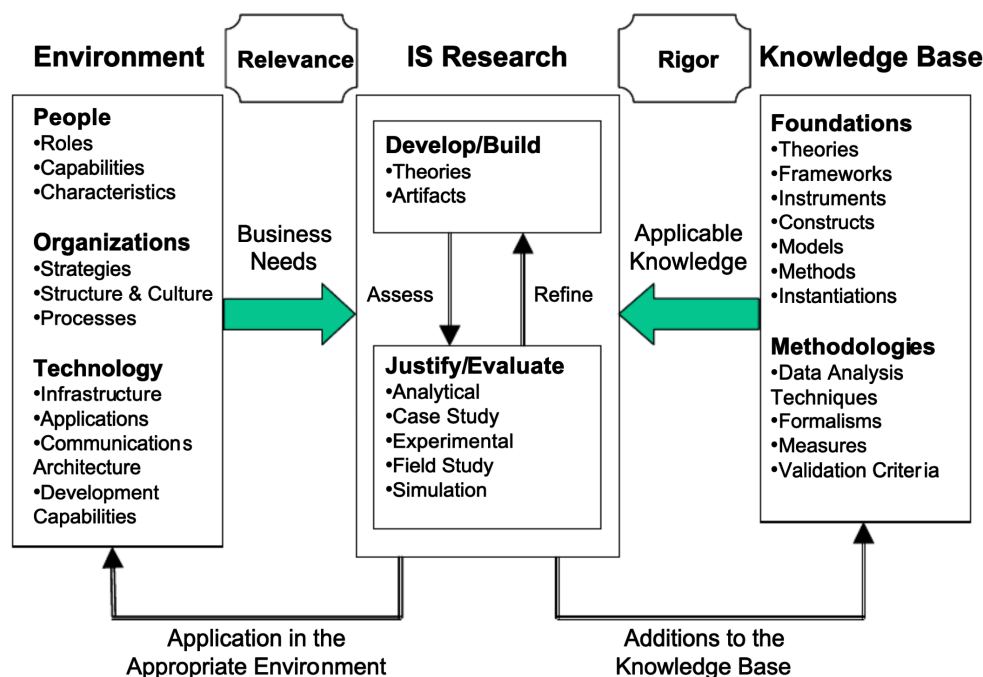 Environment
Relevance
IS Research
Rigor
Knowledge Base
People
•Roles
•Capabilities
•Characteristics
Organizations
•Strategies
•Structure & Culture
•Processes
Technology
•Infrastructure
•Applications
•Communications
Architecture
•Development
Capabilities
Business
Needs
Develop/Build
•Theories
•Artifacts
Assess
Refine
Justify/Evaluate
•Analytical
•Case Study
•Experimental
•Field Study
•Simulation
Applicable
Knowledge
Foundations
•Theories
•Frameworks
•Instruments
•Constructs
•Models
•Methods
•Instantiations
Methodologies
•Data Analysis
Techniques
•Formalisms
•Measures
•Validation Criteria
Application in the
Appropriate Environment
Additions to the
Knowledge Base